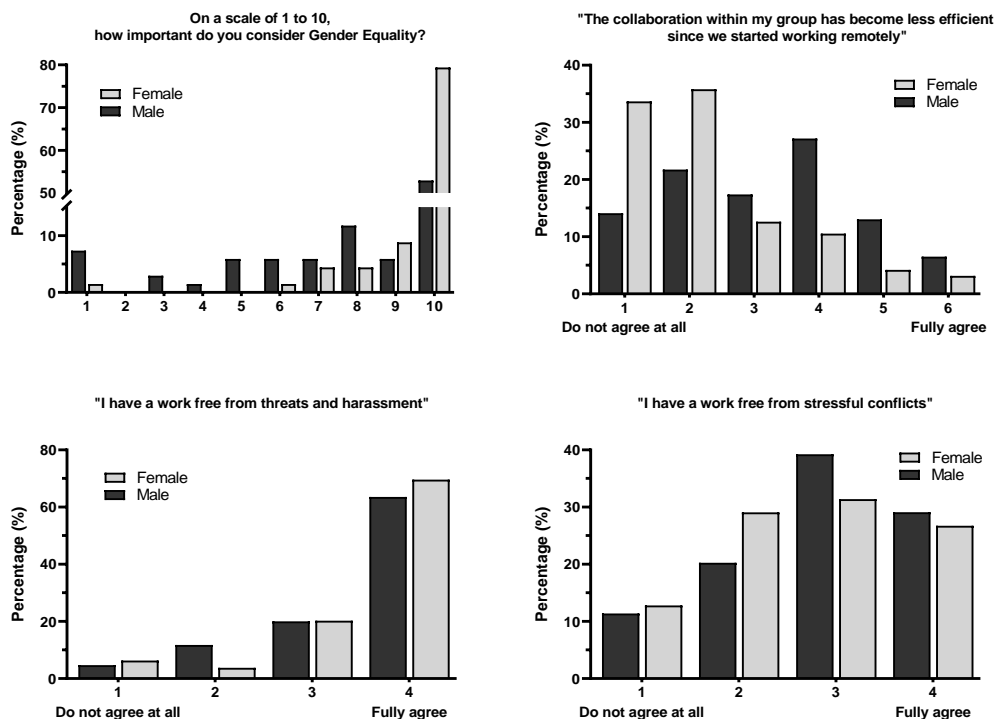 On a scale of 1 to 10,
how important do you consider Gender Equality?
Percentage (%)
80
70
60
50
10
0
Female
Male
1 2 3 4 5 6 7 8 9 10
"The collaboration within my group has become less efficient
since we started working remotely"
Percentage (%)
40
30
20
10
0
Female
Male
1 2 3 4 5 6
Do not agree at all Fully agree
"I have a work free from threats and harassment"
Percentage (%)
80
60
40
20
0
Female
Male
1 2 3 4
Do not agree at all Fully agree
"I have a work free from stressful conflicts"
Percentage (%)
40
30
20
10
0
Female
Male
1 2 3 4
Do not agree at all Fully agree